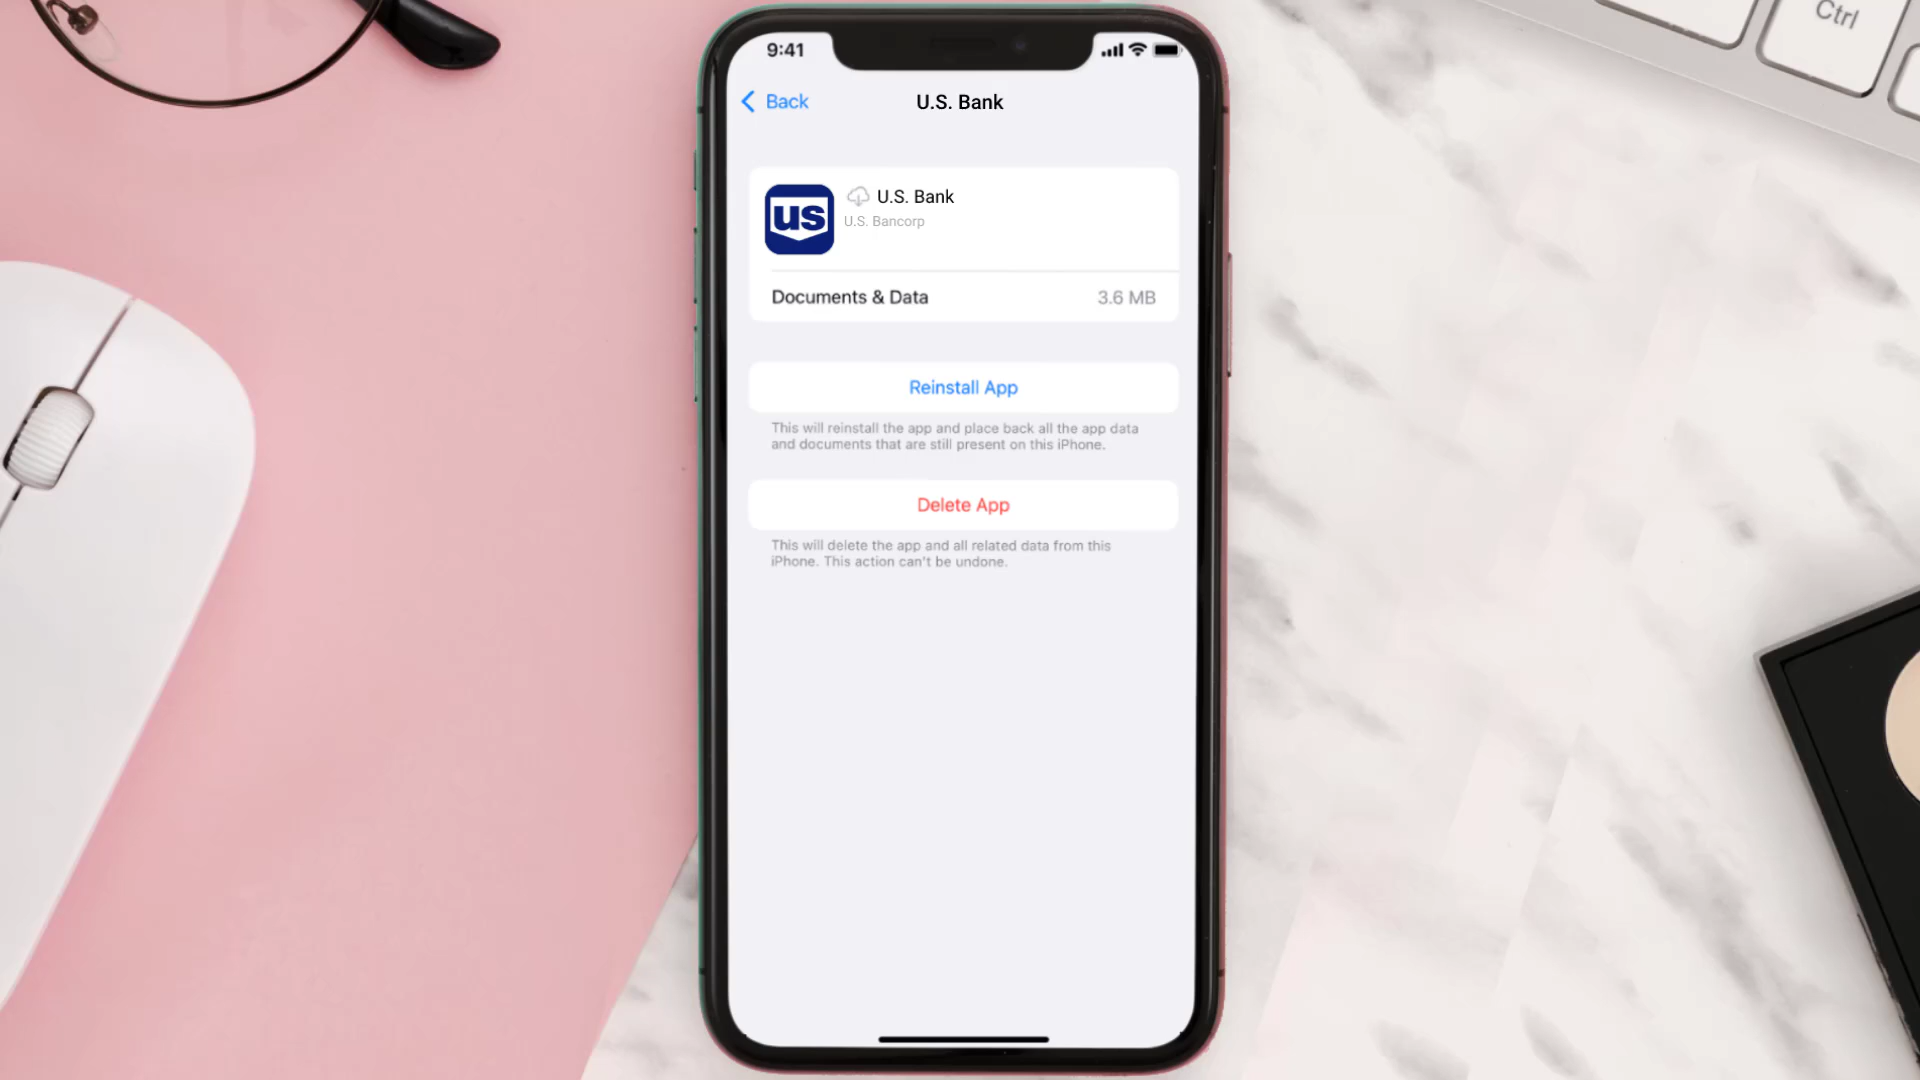 9:41
Ctrl
Back
U.S. Bank
us
U.S. Bank
U.S. Bancorp
Documents & Data
3.6 MB
Reinstall App
This will reinstall the app and place back all the app data
and documents that are still present on this iPhone.
Delete App
This will delete the app and all related data from this
iPhone. This action can't be undone.